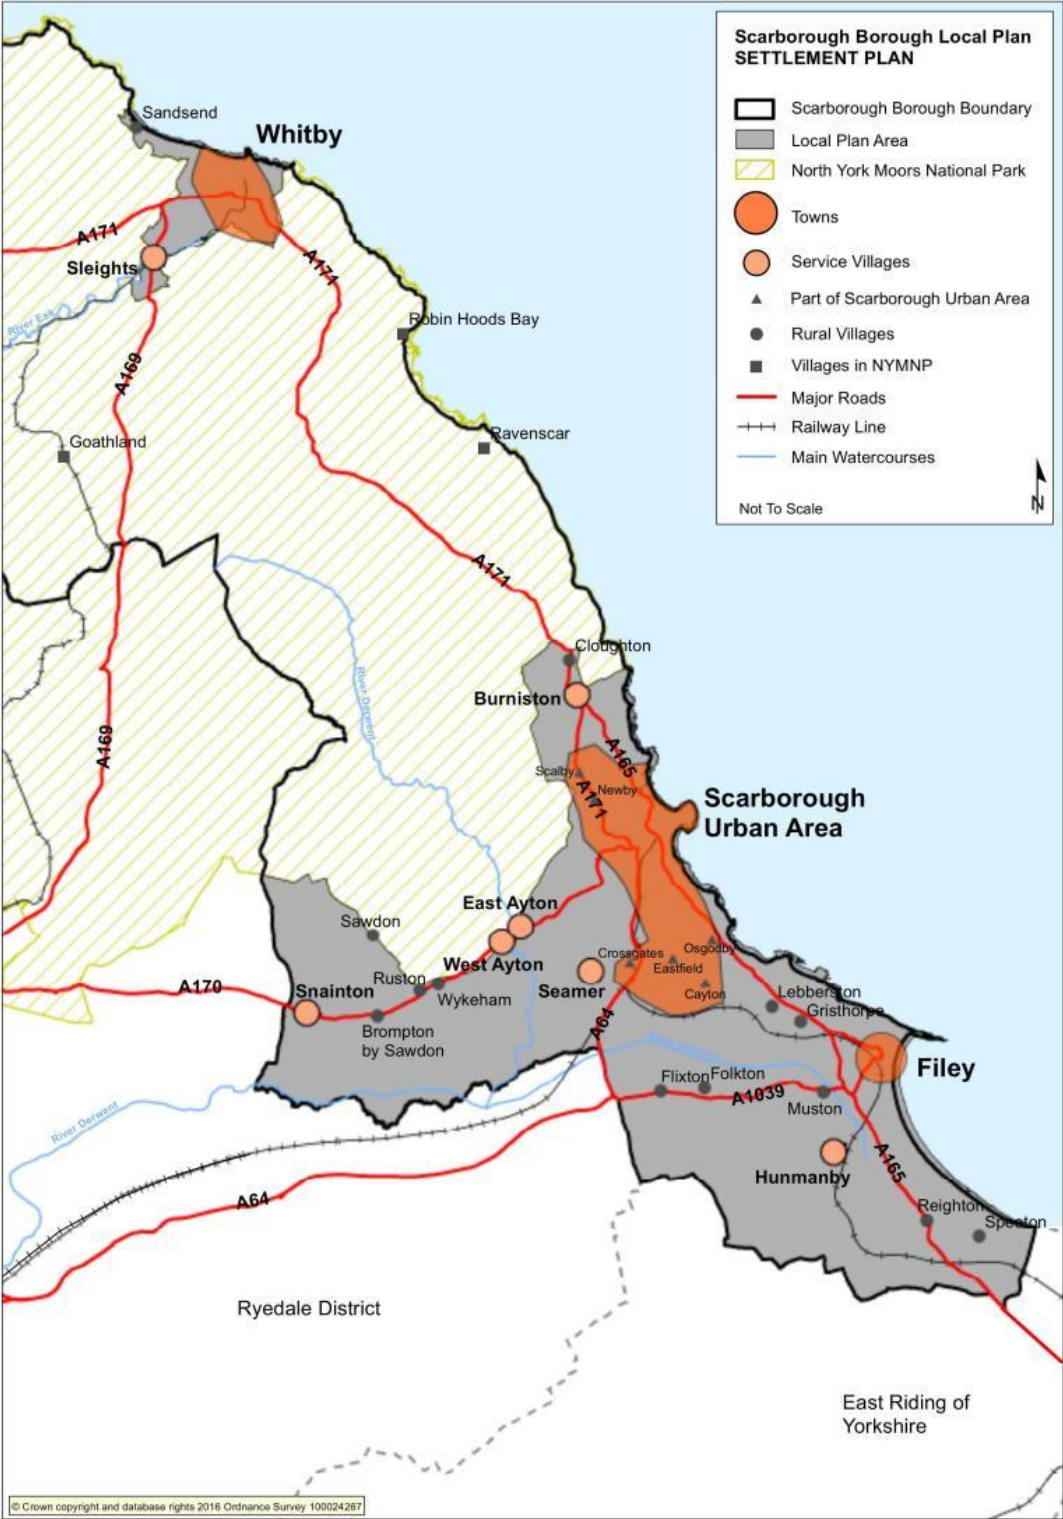 Scarborough Borough Local Plan
SETTLEMENT PLAN
Scarborough Borough Boundary
Local Plan Area
North York Moors National Park
Towns
Service Villages
Part of Scarborough Urban Area
Rural Villages
Villages in NYMNP
Major Roads
Railway Line
Main Watercourses
Not To Scale
N
Sandsend
Whitby
A171
Sleights
A171
River Esk
Robin Hoods Bay
A169
Goathland
Ravenscar
A171
Cloughton
River Derwent
Burniston
A169
A165
Scalby
Newby
A171
Scarborough
Urban Area
East Ayton
Sawdon
West Ayton
Crossgates
Osgodby
Eastfield
Ruston
A170
Snainton
Wykeham
Seamer
Cayton
Lebberston
Gristhorpe
Brompton
by Sawdon
A64
Filey
Flixton
Folkton
A1039
Muston
River Derwent
Hunmanby
A165
A64
Reighton
Speeton
Ryedale District
East Riding of
Yorkshire
© Crown copyright and database rights 2016 Ordnance Survey 100024267